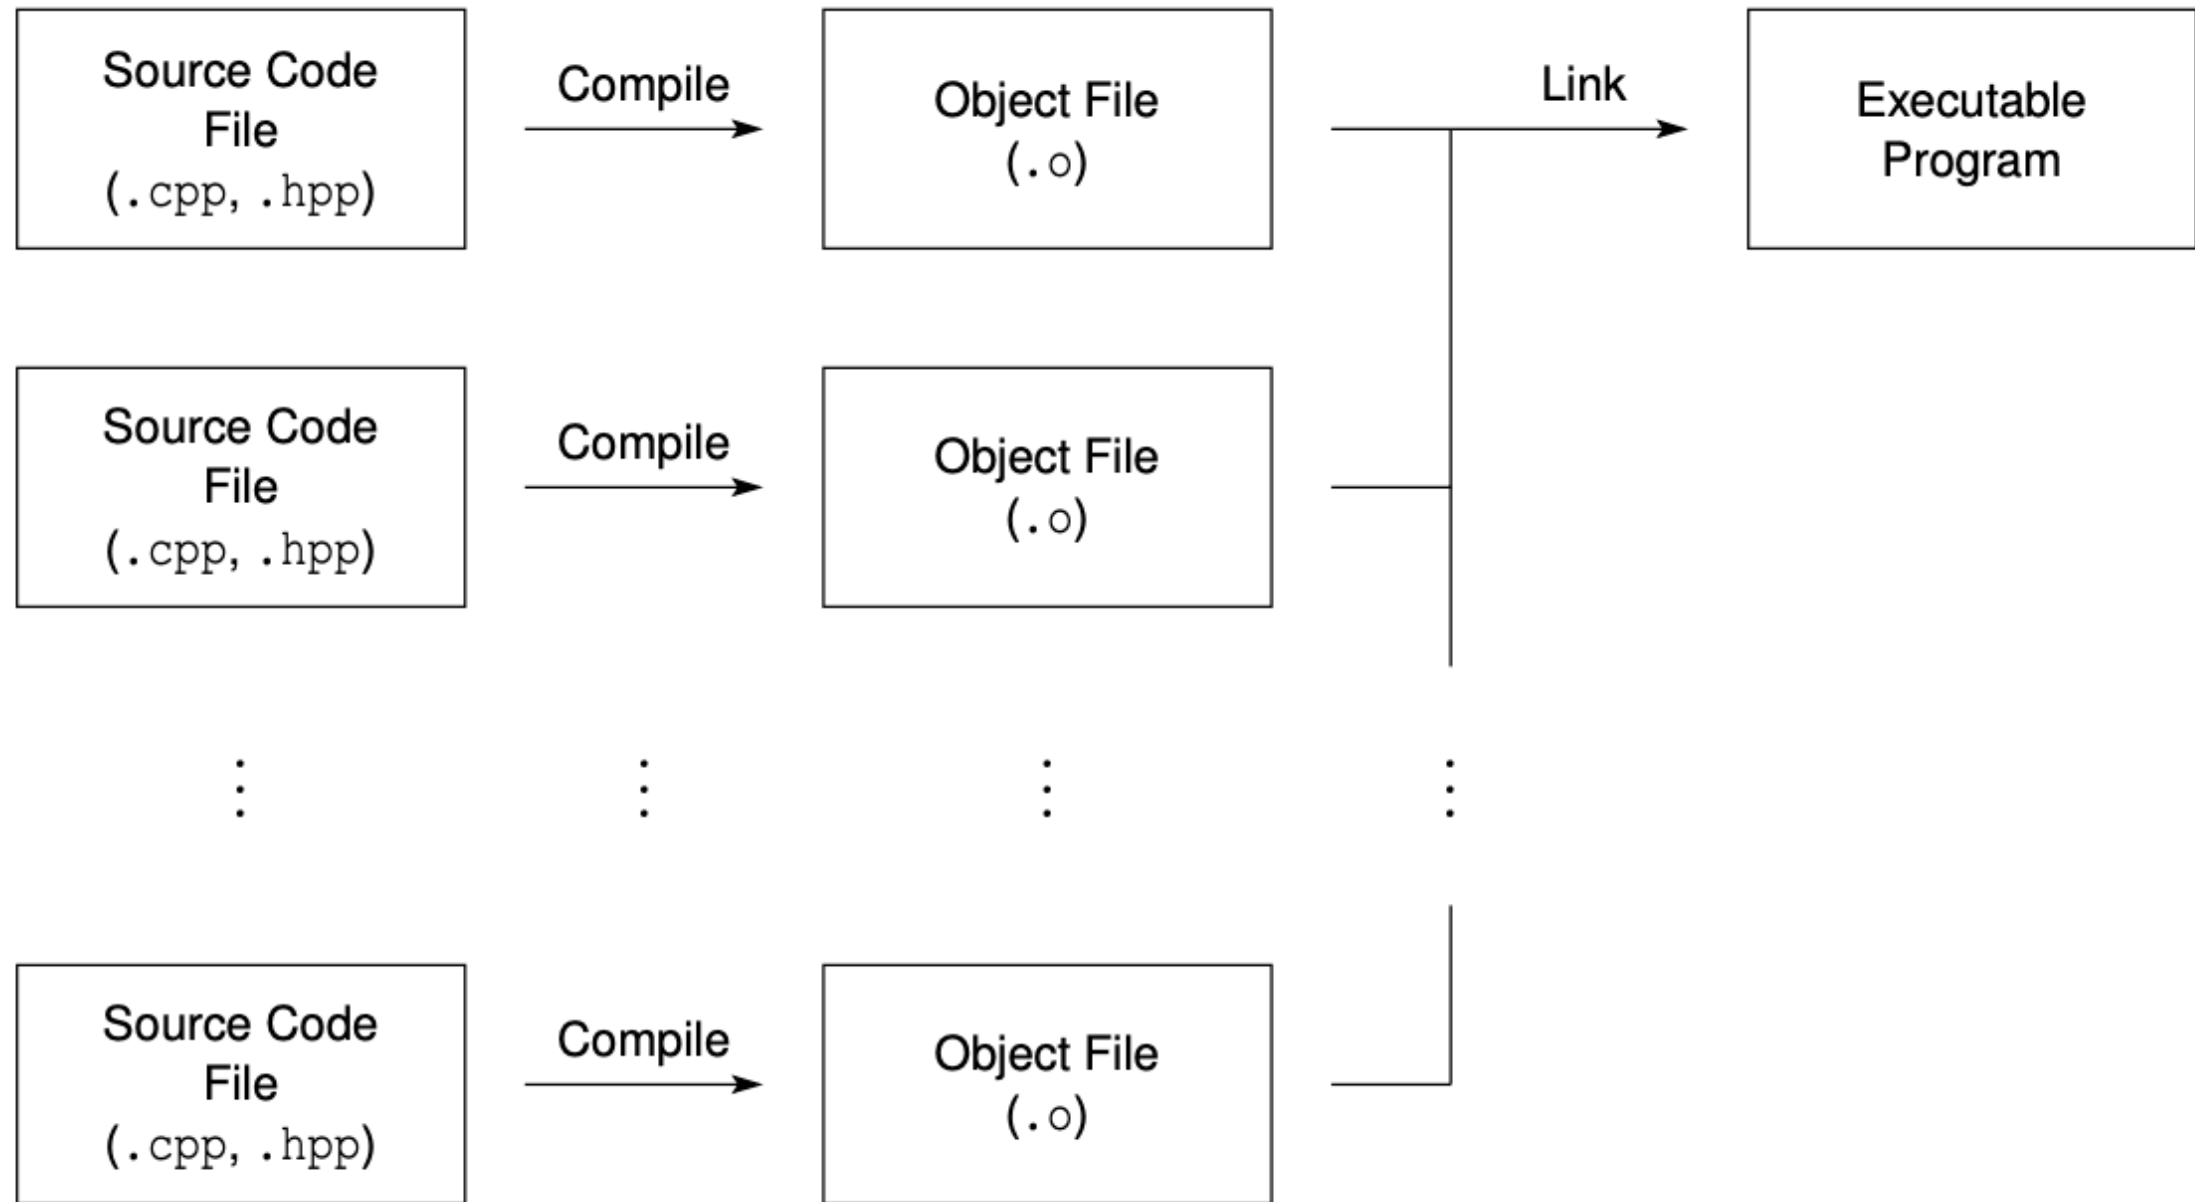 Source Code
File
(.cpp, .hpp)
Compile
Object File
(.o)
Link
Executable
Program
Source Code
File
(.cpp, .hpp)
Compile
Object File
(.o)
Source Code
File
(.cpp, .hpp)
Compile
Object File
(.o)